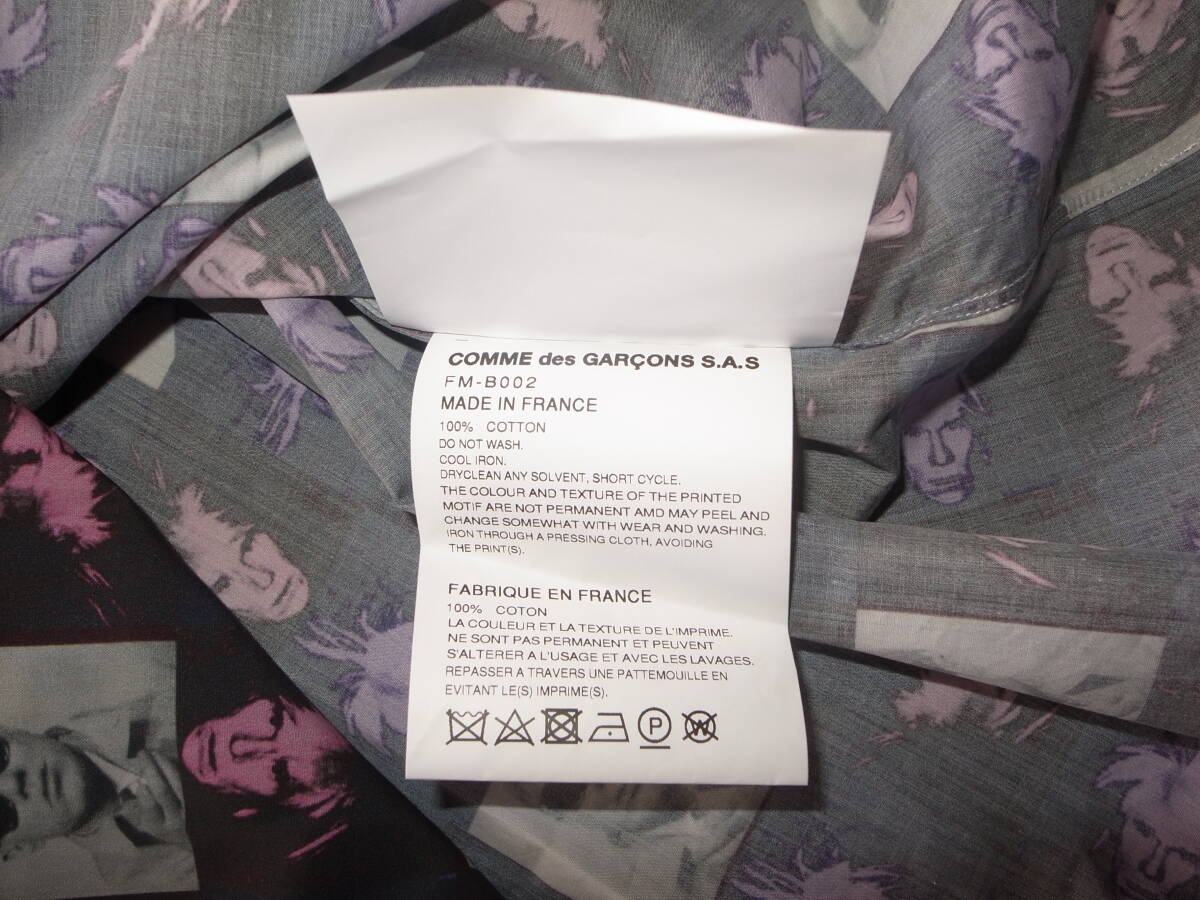 COMME des GARÇONS S.A.S
FM-B002
MADE IN FRANCE
100% COTTON
DO NOT WASH.
COOL IRON.
DRYCLEAN ANY SOLVENT, SHORT CYCLE.
THE COLOUR AND TEXTURE OF THE PRINTED
MOTIF ARE NOT PERMANENT AMD MAY PEEL AND
CHANGE SOMEWHAT WITH WEAR AND WASHING.
IRON THROUGH A PRESSING CLOTH, AVOIDING
THE PRINT(S).
FABRIQUE EN FRANCE
100% COTON
LA COULEUR ET LA TEXTURE DE L'IMPRIME.
NE SONT PAS PERMANENT ET PEUVENT
S'ALTERER A L'USAGE ET AVEC LES LAVAGES.
REPASSER A TRAVERS UNE PATTEMOUILLE EN
EVITANT LE(S) IMPRIME(S).
P W